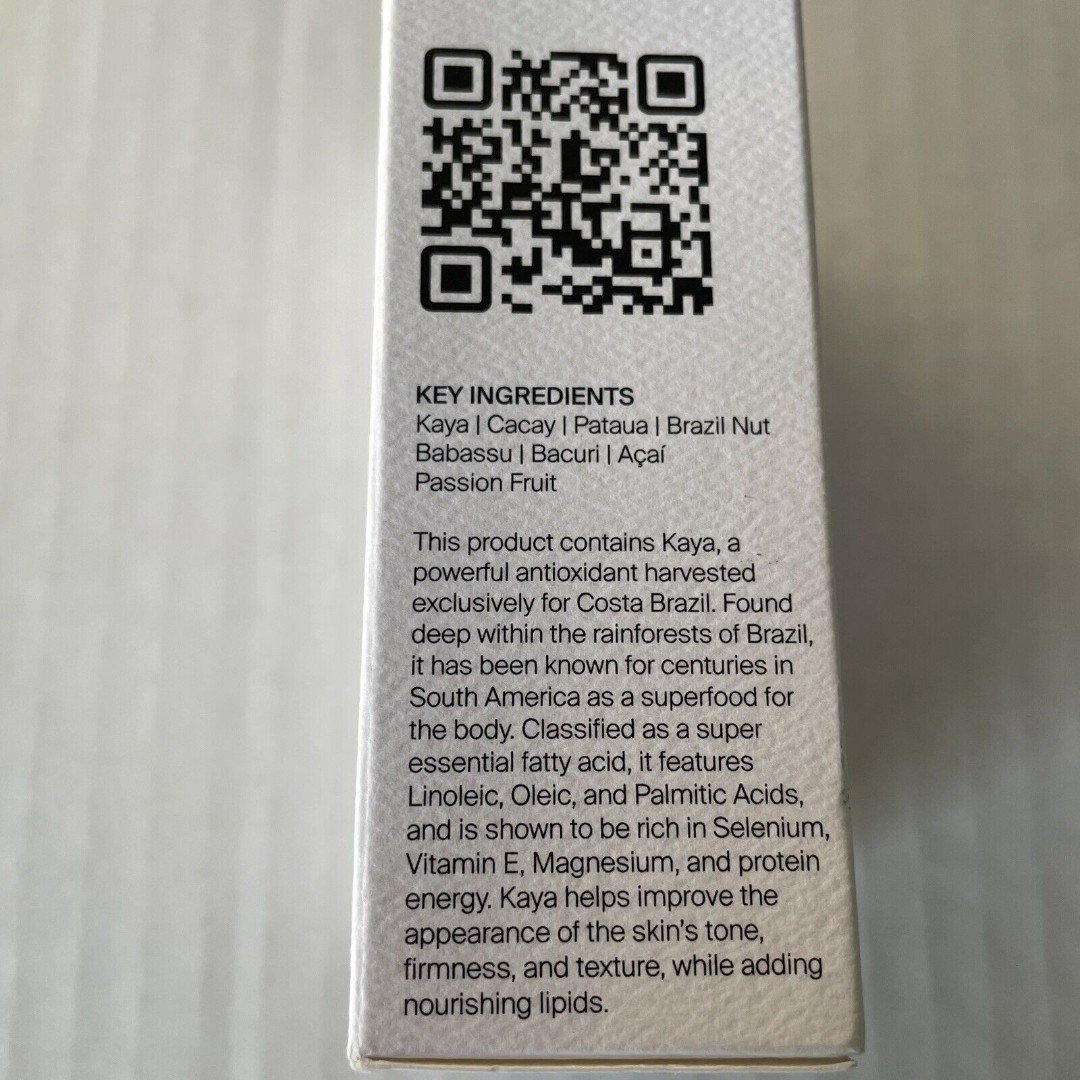 KEY INGREDIENTS
Kaya | Cacay | Pataua | Brazil Nut
Babassu | Bacuri | Açaí
Passion Fruit
This product contains Kaya, a
powerful antioxidant harvested
exclusively for Costa Brazil. Found
deep within the rainforests of Brazil,
it has been known for centuries in
South America as a superfood for
the body. Classified as a super
essential fatty acid, it features
Linoleic, Oleic, and Palmitic Acids,
and is shown to be rich in Selenium,
Vitamin E, Magnesium, and protein
energy. Kaya helps improve the
appearance of the skin's tone,
firmness, and texture, while adding
nourishing lipids.